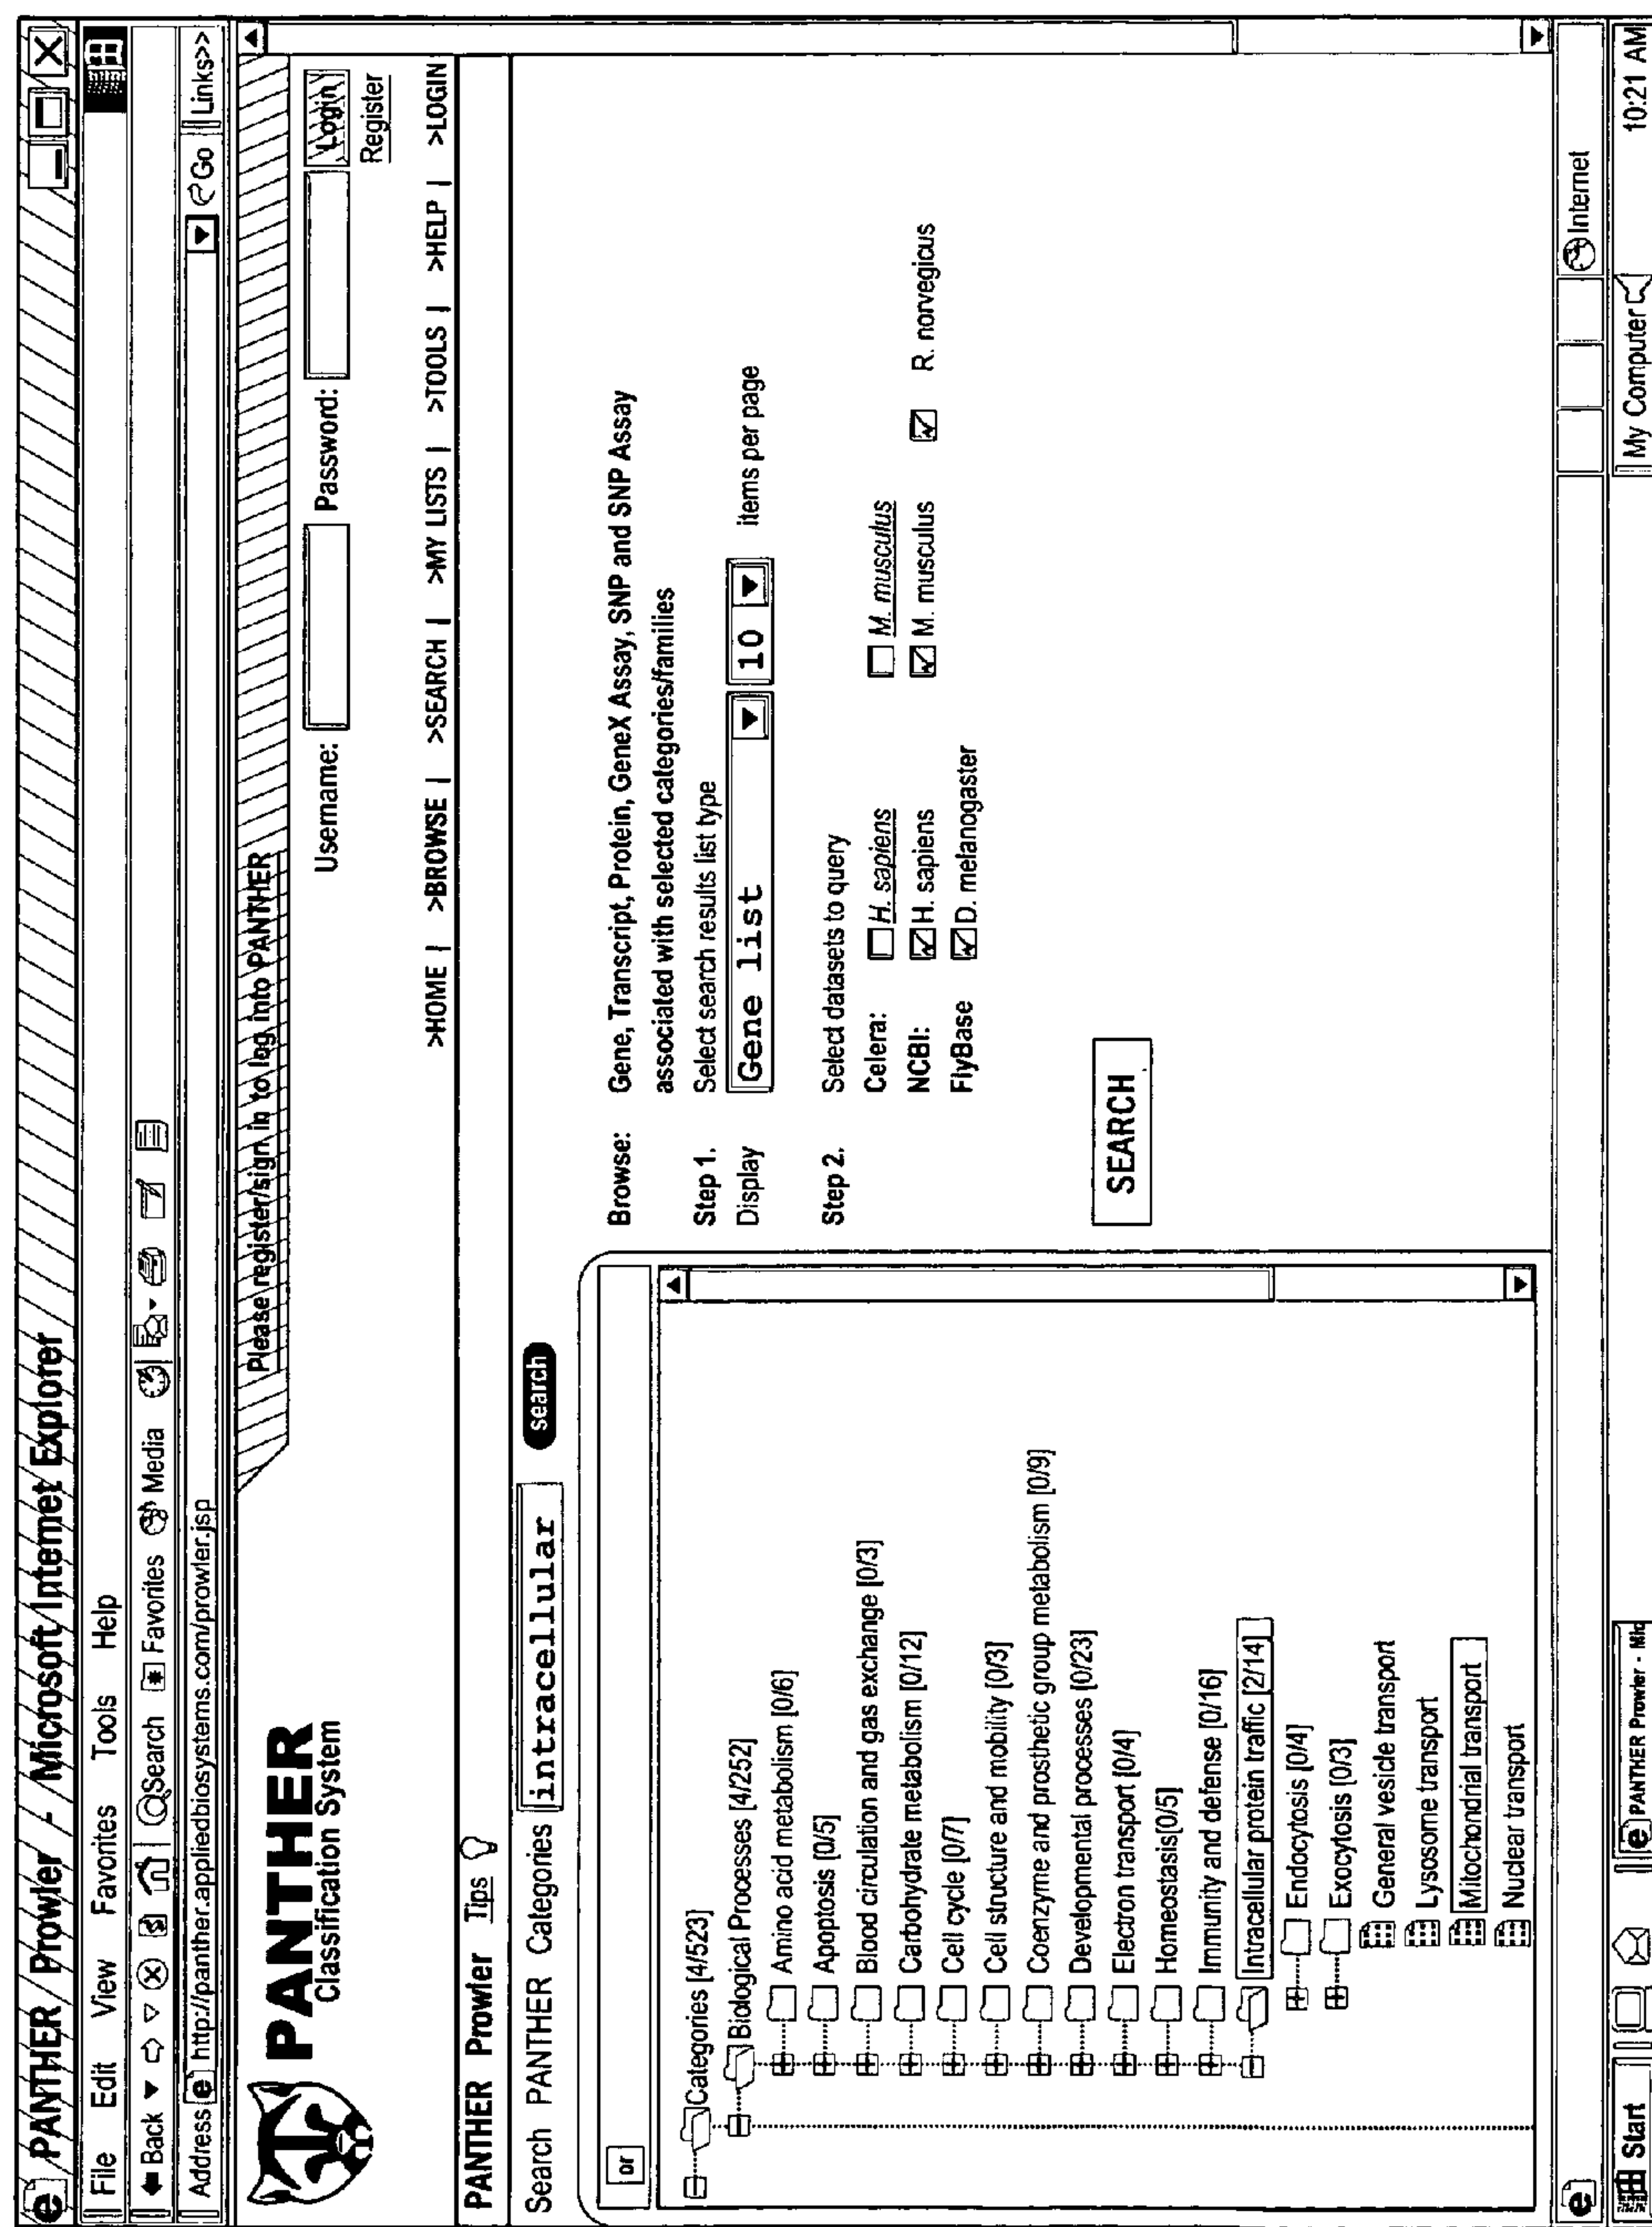 PANTHER Prowler - Microsoft Internet Explorer
File Edit View Favorites Tools Help
Back Search Favorites Media
Address http://panther.appliedbiosystems.com/prowler.jsp Go Links>>
Please register/sign in to log into PANTHER
PANTHER
Classification System
Username: Password: Login
Register
>HOME | >BROWSE | >SEARCH | >MY LISTS | >TOOLS | >HELP | >LOGIN
PANTHER Prowler Tips
Search PANTHER Categories intracellular search
or
Categories [4/523]
Biological Processes [4/252]
Amino acid metabolism [0/6]
Apoptosis [0/5]
Blood circulation and gas exchange [0/3]
Carbohydrate metabolism [0/12]
Cell cycle [0/7]
Cell structure and mobility [0/3]
Coenzyme and prosthetic group metabolism [0/9]
Developmental processes [0/23]
Electron transport [0/4]
Homeostasis[0/5]
Immunity and defense [0/16]
Intracellular protein traffic [2/14]
Endocytosis [0/4]
Exocytosis [0/3]
General veside transport
Lysosome transport
Mitochondrial transport
Nuclear transport
Browse: Gene, Transcript, Protein, GeneX Assay, SNP and SNP Assay
associated with selected categories/families
Step 1. Select search results list type
Display Gene list 10 items per page
Step 2. Select datasets to query
Celera: H. sapiens M. musculus
NCBI: H. sapiens M. musculus R. norvegicus
FlyBase D. melanogaster
SEARCH
Internet
Start PANTHER Prowler - Mic My Computer 10:21 AM